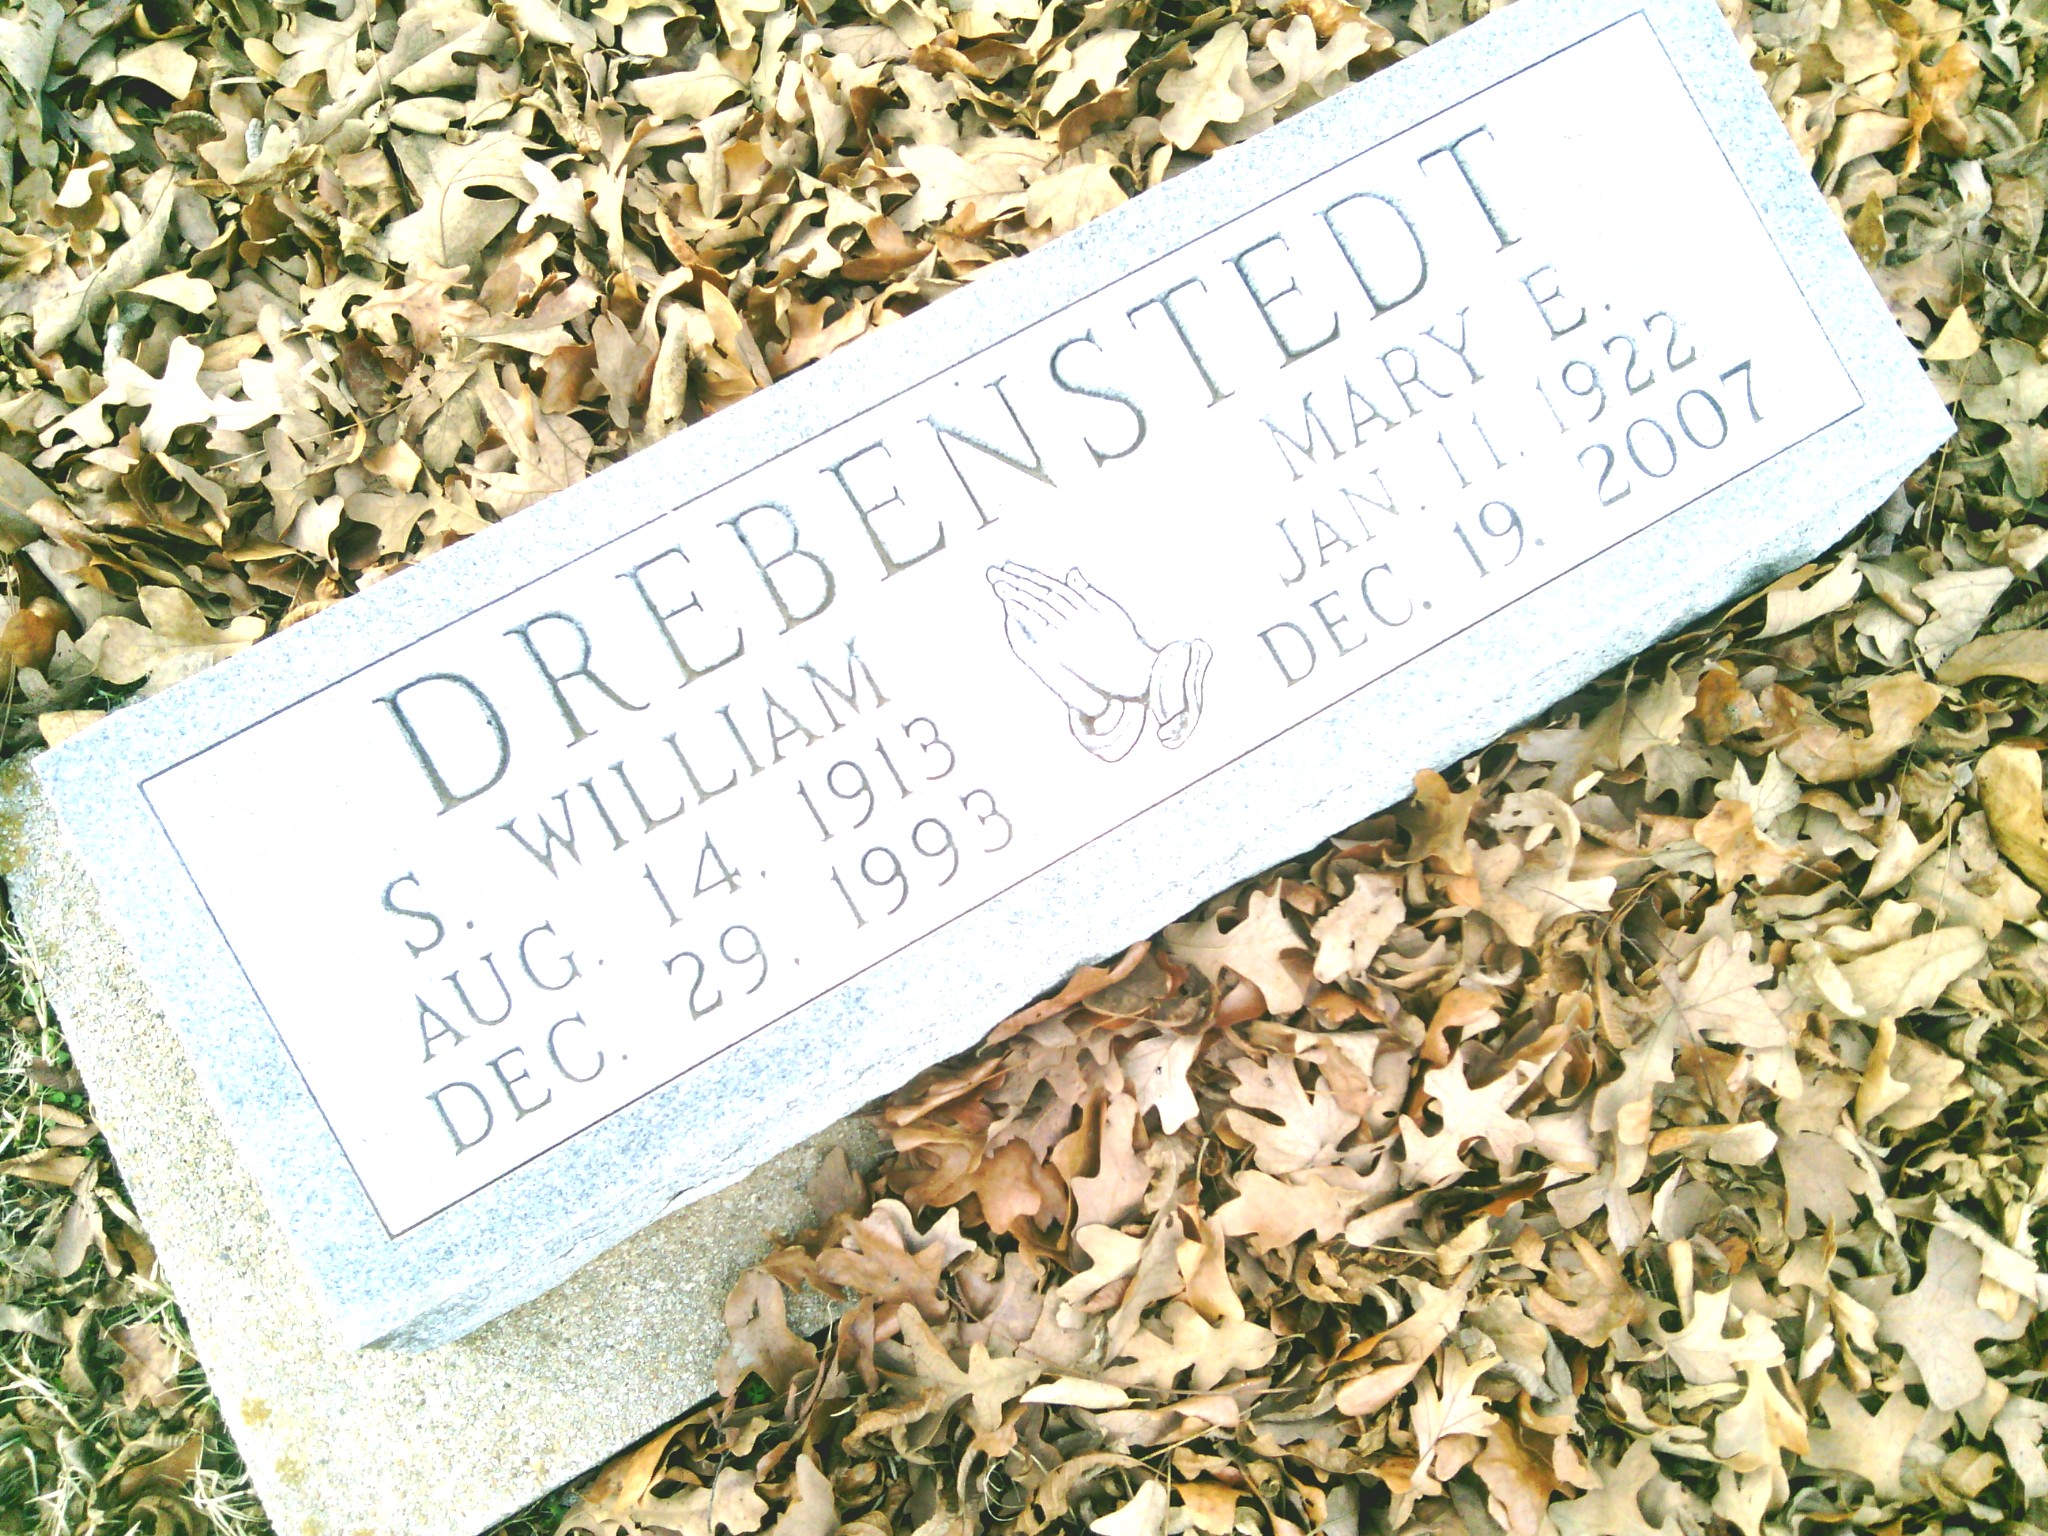 DREBENSTEDT
S. WILLIAM
AUG. 14. 1913
DEC. 29. 1993
MARY E.
JAN. 11. 1922
DEC. 19. 2007